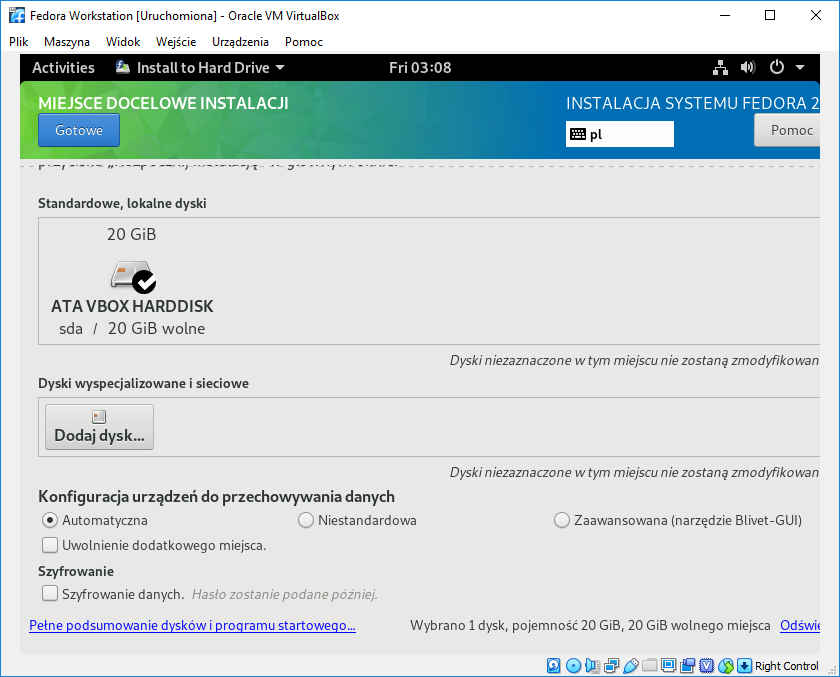 Fedora Workstation [Uruchomiona] - Oracle VM VirtualBox
Plik Maszyna Widok Wejście Urządzenia Pomoc
Activities Install to Hard Drive Fri 03:08
MIEJSCE DOCELOWE INSTALACJI INSTALACJA SYSTEMU FEDORA 2
Gotowe pl Pomoc
Standardowe, lokalne dyski
20 GiB
ATA VBOX HARDDISK
sda / 20 GiB wolne
Dyski niezaznaczone w tym miejscu nie zostaną zmodyfikowan
Dyski wyspecjalizowane i sieciowe
Dodaj dysk...
Dyski niezaznaczone w tym miejscu nie zostaną zmodyfikowan
Konfiguracja urządzeń do przechowywania danych
Automatyczna Niestandardowa Zaawansowana (narzędzie Blivet-GUI)
Uwolnienie dodatkowego miejsca.
Szyfrowanie
Szyfrowanie danych. Hasło zostanie podane później.
Pełne podsumowanie dysków i programu startowego... Wybrano 1 dysk, pojemność 20 GiB, 20 GiB wolnego miejsca Odświe
Right Control